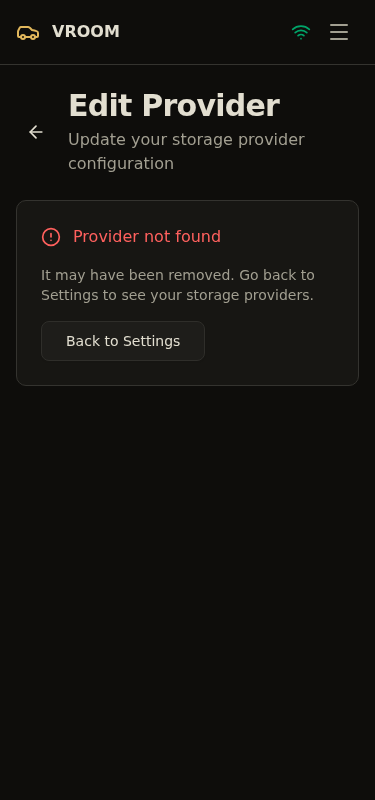 VROOM
Edit Provider
Update your storage provider
configuration
Provider not found
It may have been removed. Go back to
Settings to see your storage providers.
Back to Settings